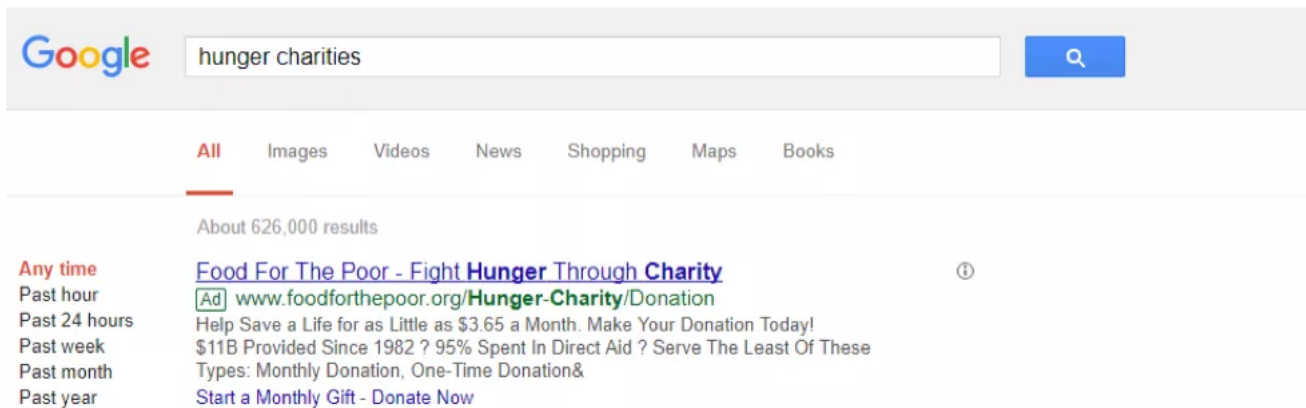 Google
hunger charities
All Images Videos News Shopping Maps Books
About 626,000 results
Any time
Past hour
Past 24 hours
Past week
Past month
Past year
Food For The Poor - Fight Hunger Through Charity
Ad www.foodforthepoor.org/Hunger-Charity/Donation
Help Save a Life for as Little as $3.65 a Month. Make Your Donation Today!
$11B Provided Since 1982 ? 95% Spent In Direct Aid ? Serve The Least Of These
Types: Monthly Donation, One-Time Donation&
Start a Monthly Gift - Donate Now